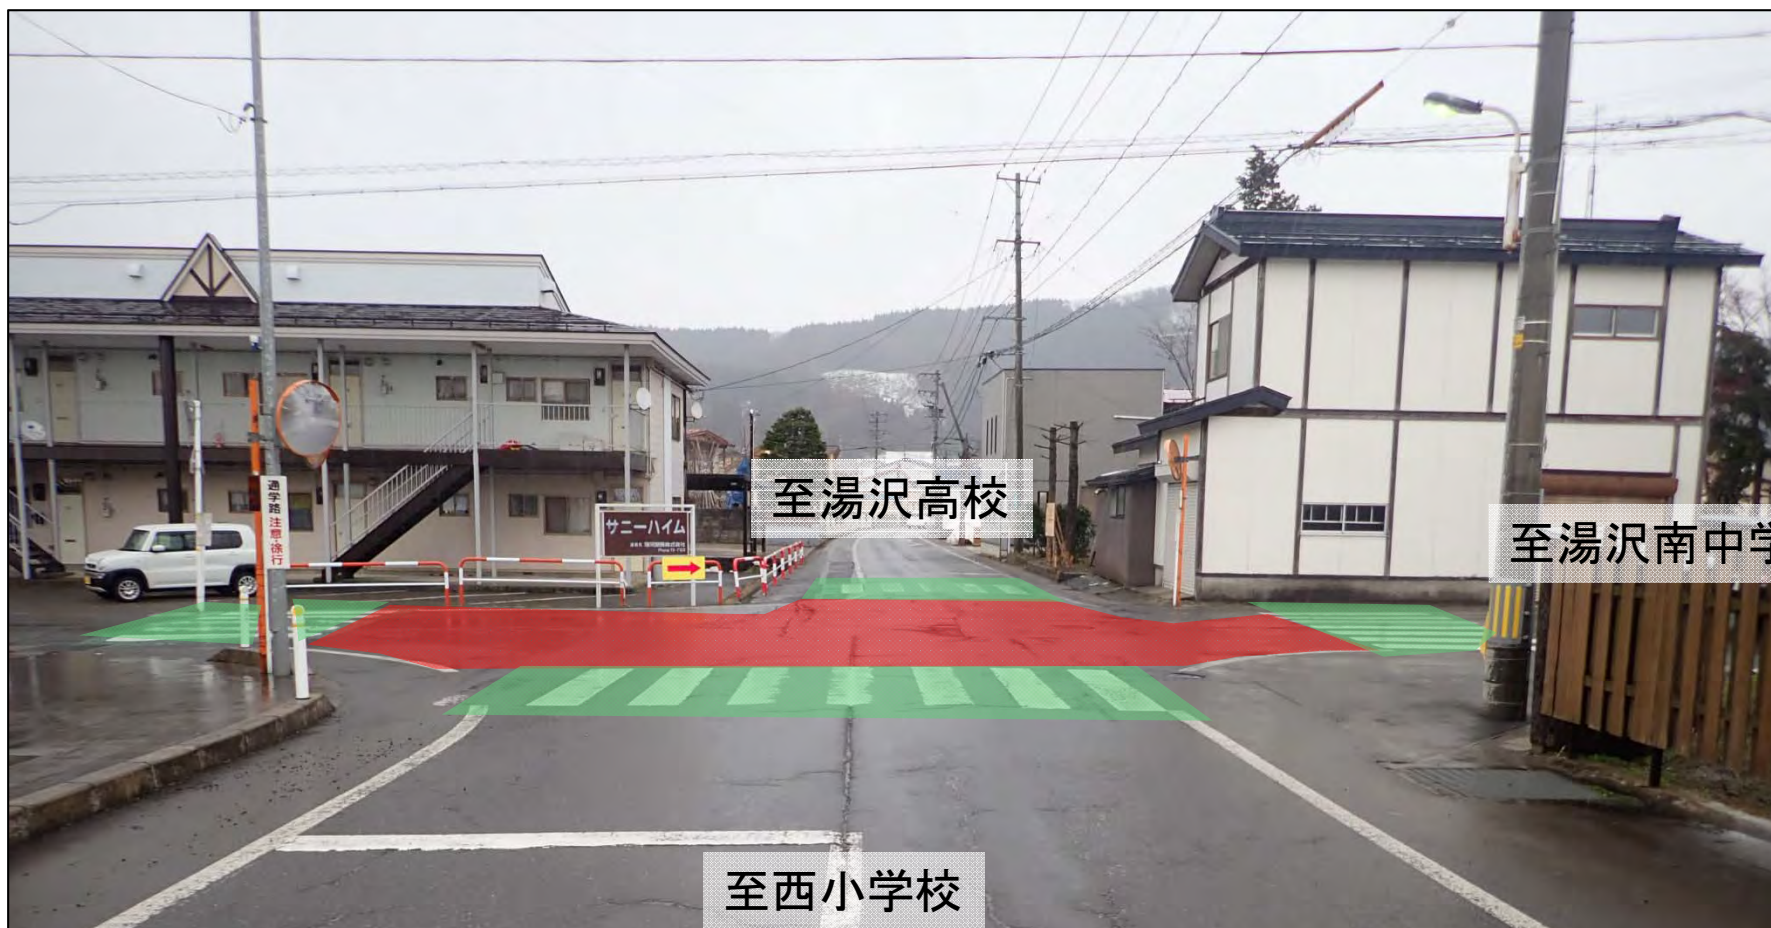 至湯沢高校
至湯沢南中学
通学路 注意・徐行
サニーハイム
至西小学校